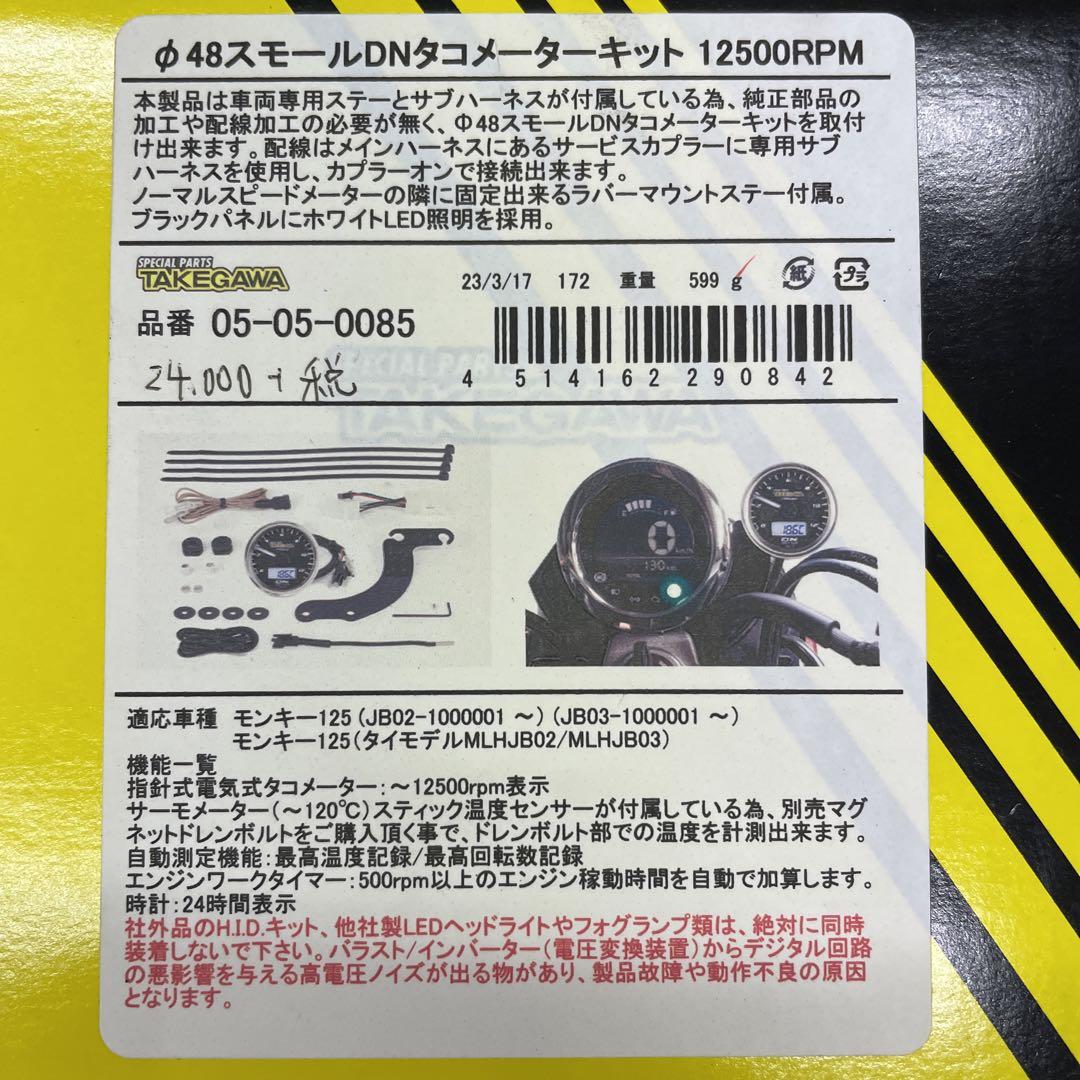 φ48スモールDNタコメーターキット 12500RPM
本製品は車両専用ステーとサブハーネスが付属している為、純正部品の
加工や配線加工の必要が無く、Φ48スモールDNタコメーターキットを取付
け出来ます。配線はメインハーネスにあるサービスカプラーに専用サブ
ハーネスを使用し、カプラーオンで接続出来ます。
ノーマルスピードメーターの隣に固定出来るラバーマウントステー付属。
ブラックパネルにホワイトLED照明を採用。
SPECIAL PARTS
TAKEGAWA
23/3/17 172 重量 599 g
紙
プラ
品番 05-05-0085
4 514162 290842
24,000+税
SPECIAL PARTS
TAKEGAWA
適応車種 モンキー125(JB02-1000001 ~)(JB03-1000001 ~)
モンキー125(タイモデルMLHJB02/MLHJB03)
機能一覧
指針式電気式タコメーター:~12500rpm表示
サーモメーター(~120℃)スティック温度センサーが付属している為、別売マグ
ネットドレンボルトをご購入頂く事で、ドレンボルト部での温度を計測出来ます。
自動測定機能:最高温度記録/最高回転数記録
エンジンワークタイマー:500rpm以上のエンジン稼動時間を自動で加算します。
時計:24時間表示
社外品のH.I.D.キット、他社製LEDヘッドライトやフォグランプ類は、絶対に同時
装着しないで下さい。バラスト/インバーター(電圧変換装置)からデジタル回路
の悪影響を与える高電圧ノイズが出る物があり、製品故障や動作不良の原因
となります。